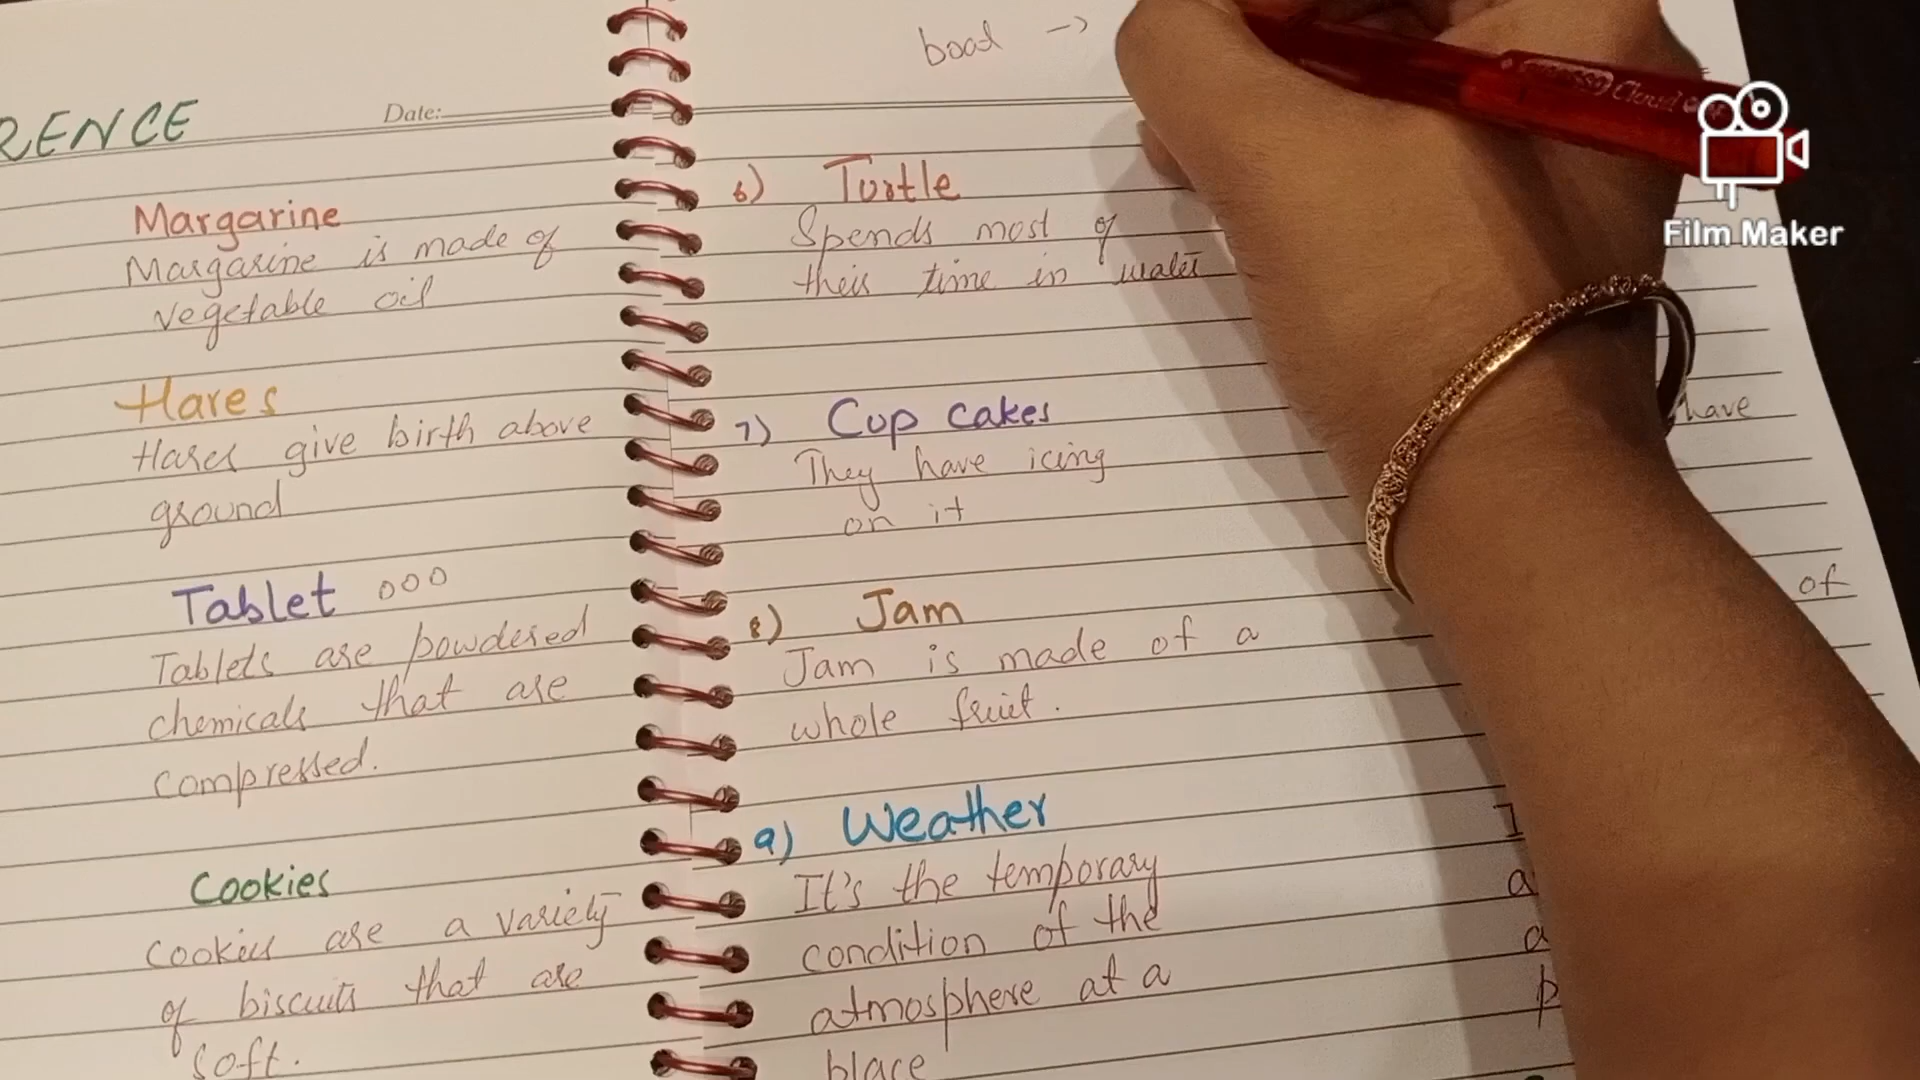 RENCE
Date:
Margarine
Margarine is made of
vegetable oil
Hares
Hares give birth above
ground
Tablet
Tablets are powdered
chemicals that are
compressed.
Cookies
Cookies are a variety
of biscuits that are
soft.
boat →
6) Turtle
Spends most of
their time in water
7) Cup cakes
They have icing
on it
have
8) Jam
Jam is made of a
whole fruit.
of
9) Weather
It's the temporary
condition of the
atmosphere at a
place
I
a
a
p
Cloud
Film Maker